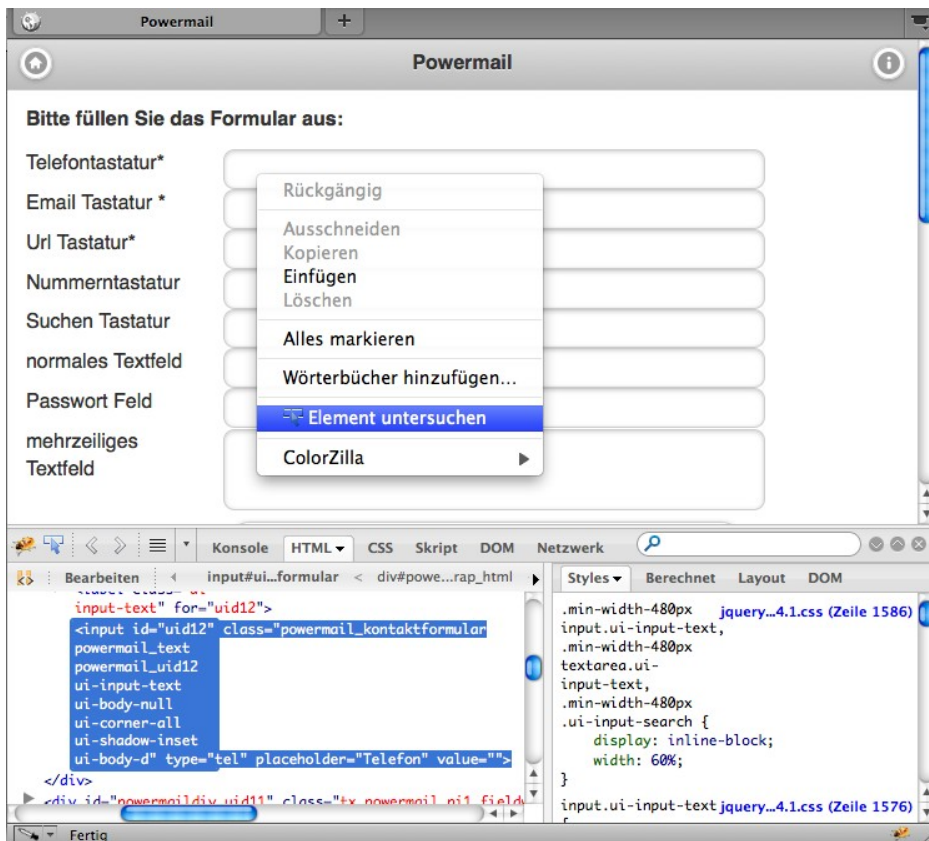 Powermail
+
Powermail
Bitte füllen Sie das Formular aus:
Telefontastatur*
Email Tastatur *
Url Tastatur*
Nummerntastatur
Suchen Tastatur
normales Textfeld
Passwort Feld
mehrzeiliges
Textfeld
Rückgängig
Ausschneiden
Kopieren
Einfügen
Löschen
Alles markieren
Wörterbücher hinzufügen...
Element untersuchen
ColorZilla
Konsole HTML CSS Skript DOM Netzwerk
Bearbeiten input#ui...formular < div#powe...rap_html
input-text" for="uid12">
<input id="uid12" class="powermail_kontaktformular
powermail_text
powermail_uid12
ui-input-text
ui-body-null
ui-corner-all
ui-shadow-inset
ui-body-d" type="tel" placeholder="Telefon" value="">
</div>
<div id="powermaildiv_uid11" class="tx_powermail_pi1_fieldw
Styles Berechnet Layout DOM
.min-width-480px jquery...4.1.css (Zeile 1586)
input.ui-input-text,
.min-width-480px
textarea.ui-
input-text,
.min-width-480px
.ui-input-search {
display: inline-block;
width: 60%;
}
input.ui-input-text jquery...4.1.css (Zeile 1576)
Fertig